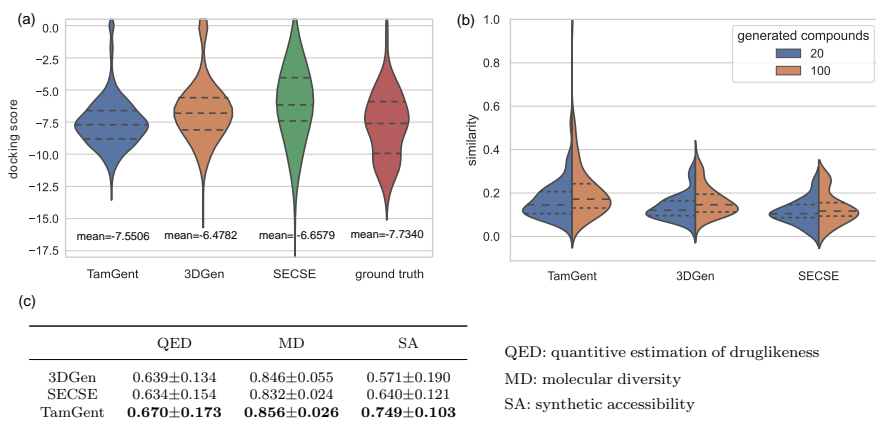 (a)
docking score
0.0
−2.5
−5.0
−7.5
−10.0
−12.5
−15.0
−17.5
mean=-7.5506 mean=-6.4782 mean=-6.6579 mean=-7.7340
TamGent 3DGen SECSE ground truth
(b)
similarity
1.0
0.8
0.6
0.4
0.2
0.0
generated compounds
20
100
TamGent 3DGen SECSE
(c)
QED MD SA
3DGen 0.639±0.134 0.846±0.055 0.571±0.190
SECSE 0.634±0.154 0.832±0.024 0.640±0.121
TamGent 0.670±0.173 0.856±0.026 0.749±0.103
QED: quantitive estimation of druglikeness
MD: molecular diversity
SA: synthetic accessibility